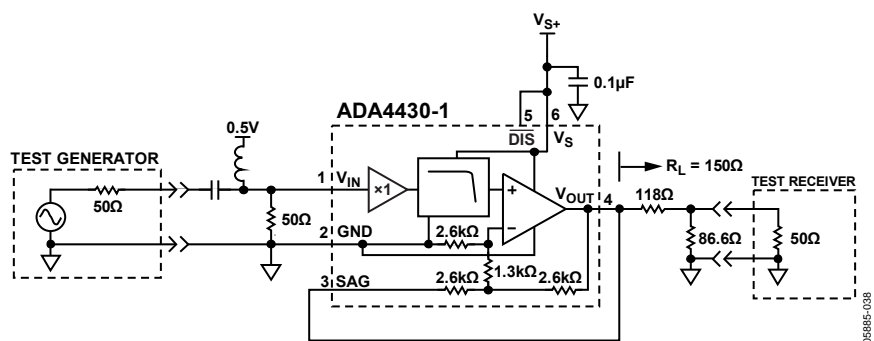 VS+
0.1µF
ADA4430-1
5
6
DIS
VS
0.5V
RL = 150Ω
TEST GENERATOR
TEST RECEIVER
50Ω
1
VIN
×1
+
−
VOUT
4
118Ω
50Ω
2
GND
2.6kΩ
86.6Ω
50Ω
1.3kΩ
3
SAG
2.6kΩ
2.6kΩ
05885-038